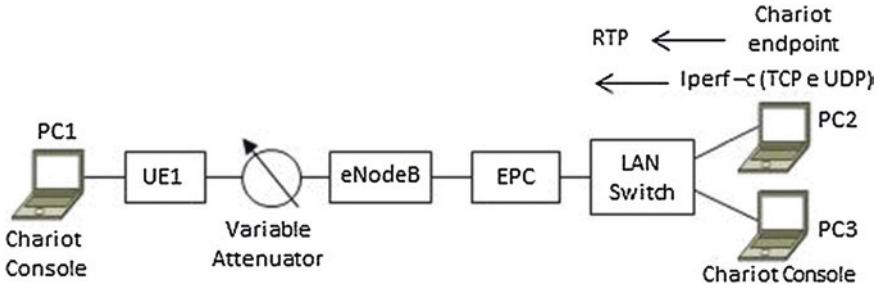 RTP
Chariot
endpoint
Iperf –c (TCP e UDP)
PC1
PC2
UE1
eNodeB
EPC
LAN
Switch
Variable
Attenuator
Chariot
Console
PC3
Chariot Console